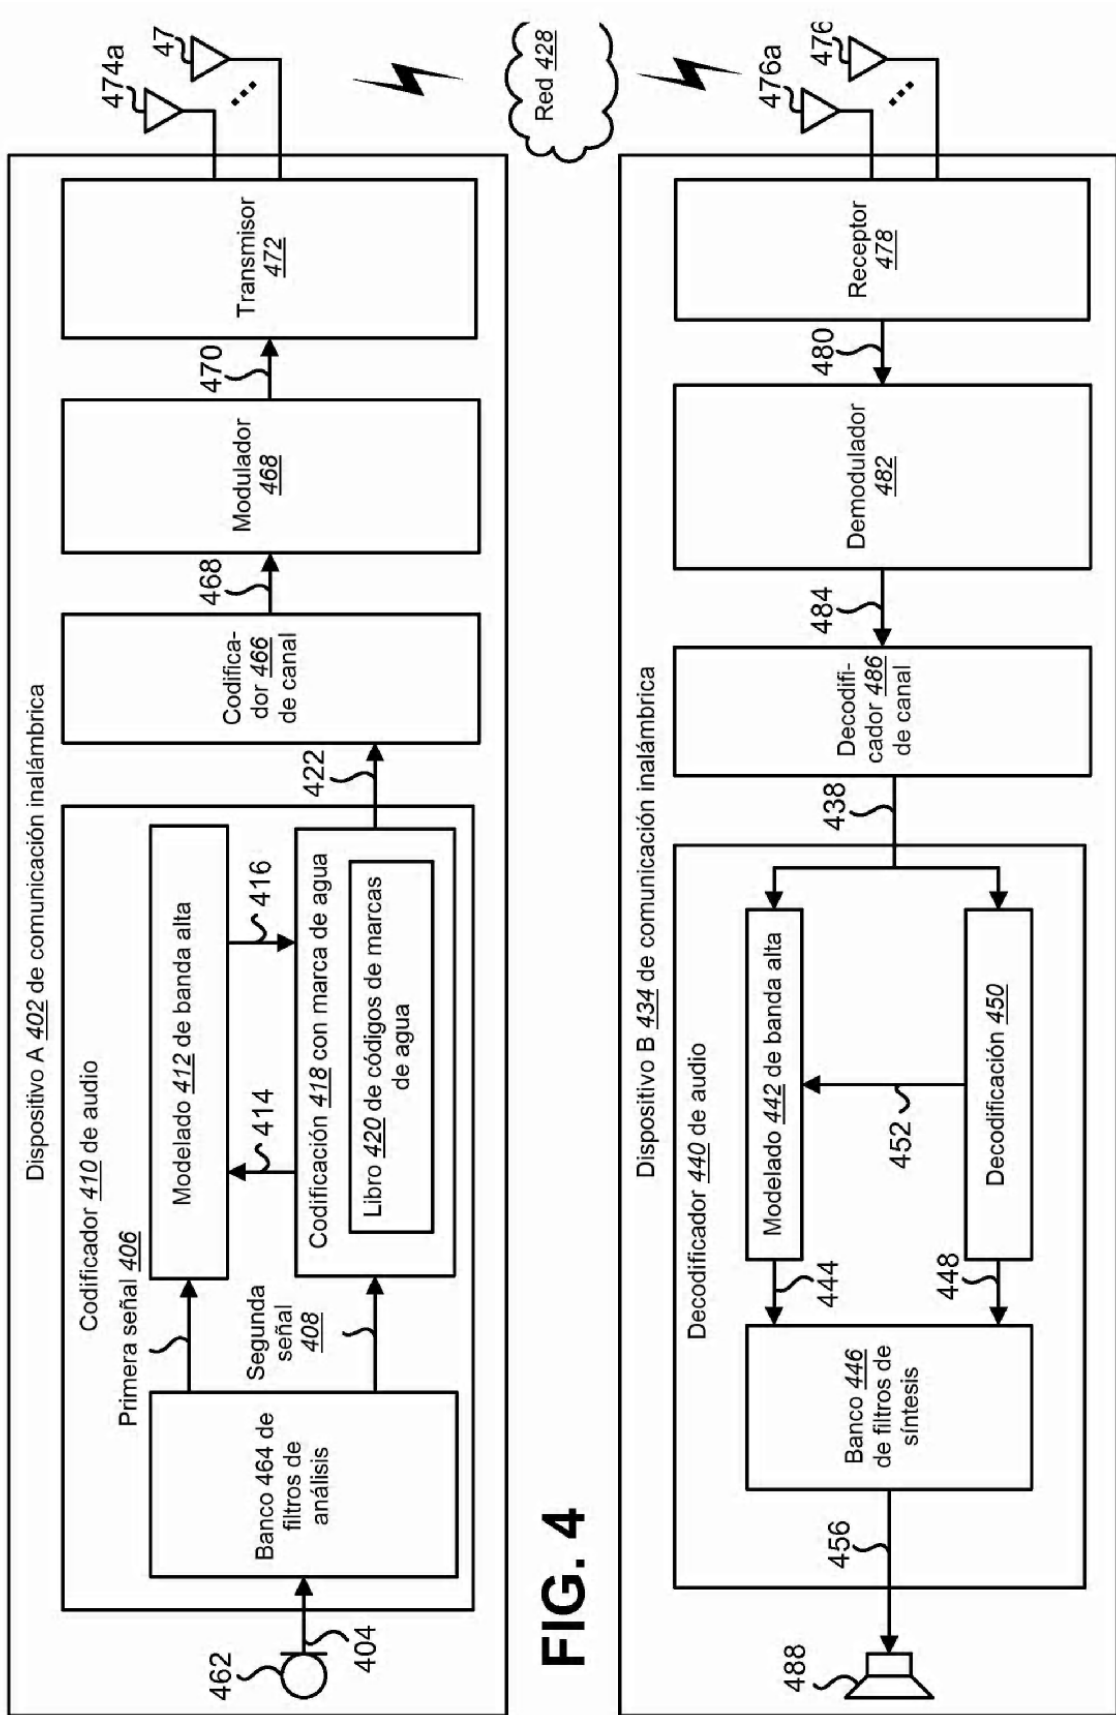 Dispositivo A 402 de comunicación inalámbrica
Codificador 410 de audio
Primera señal 406
Modelado 412 de banda alta
414
416
Codificación 418 con marca de agua
Libro 420 de códigos de marcas
de agua
Segunda
señal
408
Banco 464 de
filtros de
análisis
462
404
422
Codifica-
dor 466
de canal
468
Modulador
468
470
Transmisor
472
474a
47
Red 428
FIG. 4
Dispositivo B 434 de comunicación inalámbrica
Decodificador 440 de audio
Modelado 442 de banda alta
444
452
Decodificación 450
448
Banco 446
de filtros de
síntesis
456
488
438
Decodifi-
cador 486
de canal
484
Demodulador
482
480
Receptor
478
476a
476